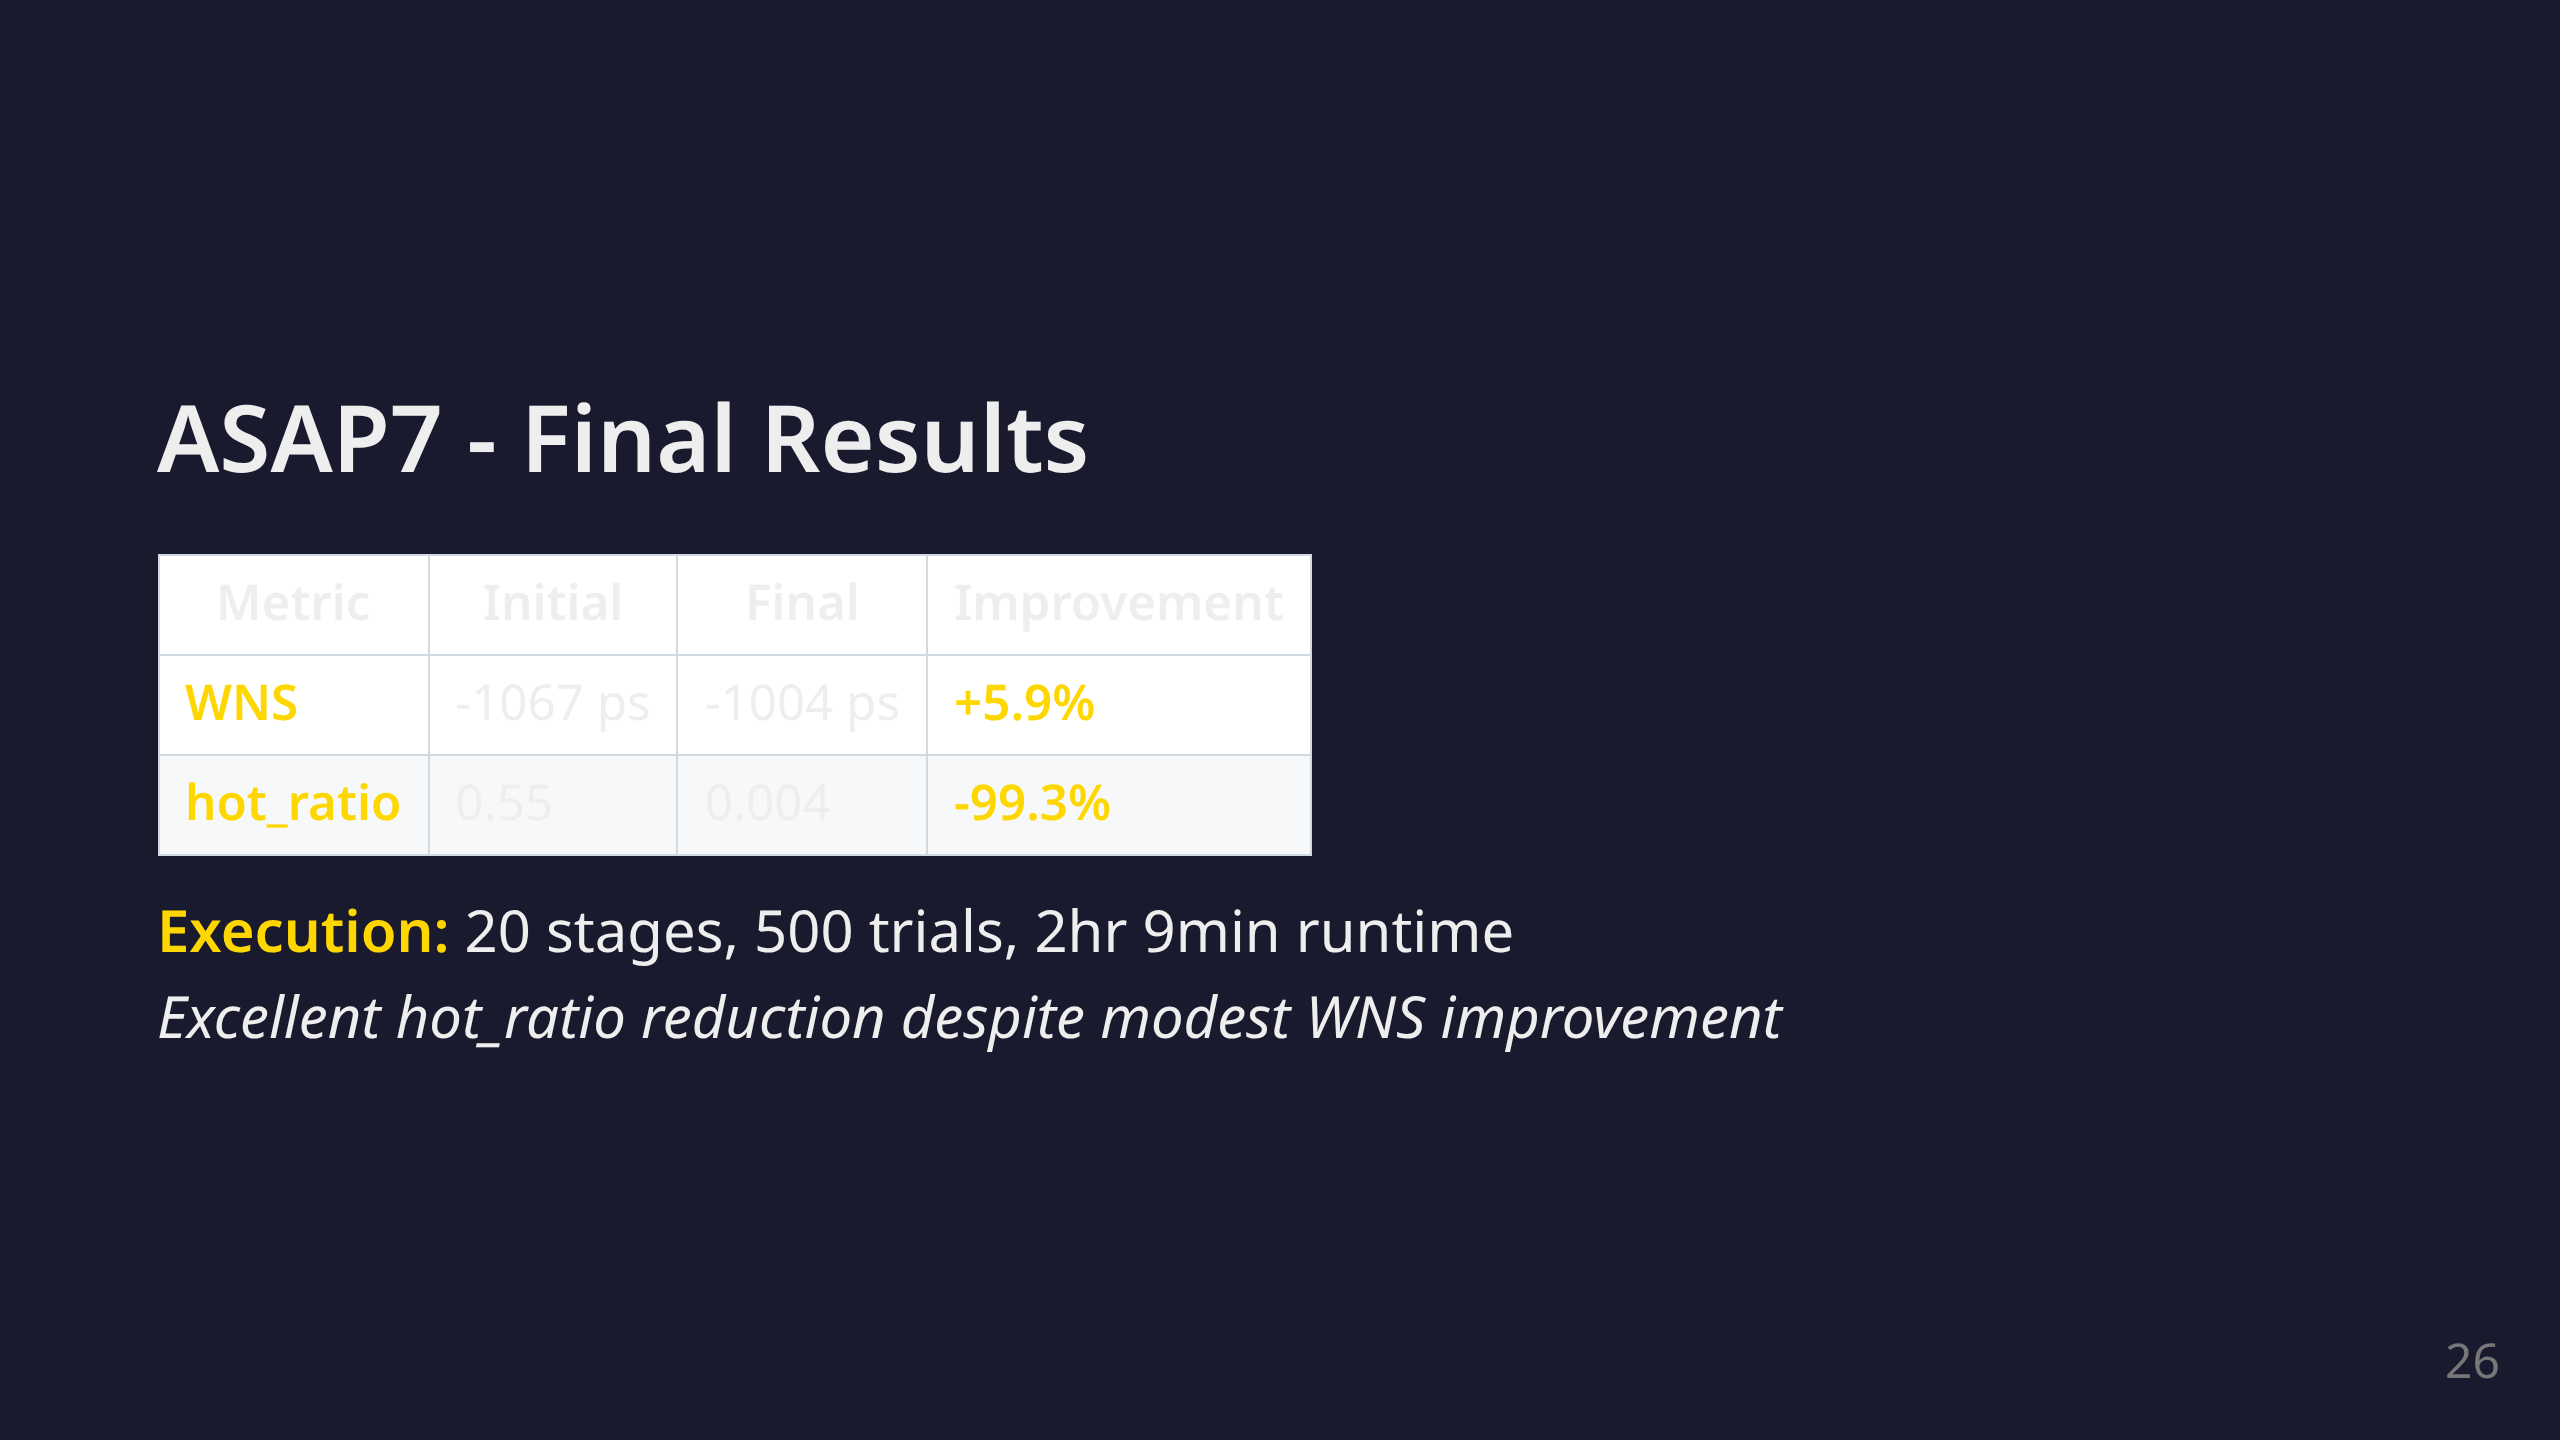 ASAP7 - Final Results
Metric Initial Final Improvement
WNS -1067 ps -1004 ps +5.9%
hot_ratio 0.55 0.004 -99.3%
Execution: 20 stages, 500 trials, 2hr 9min runtime
Excellent hot_ratio reduction despite modest WNS improvement
26